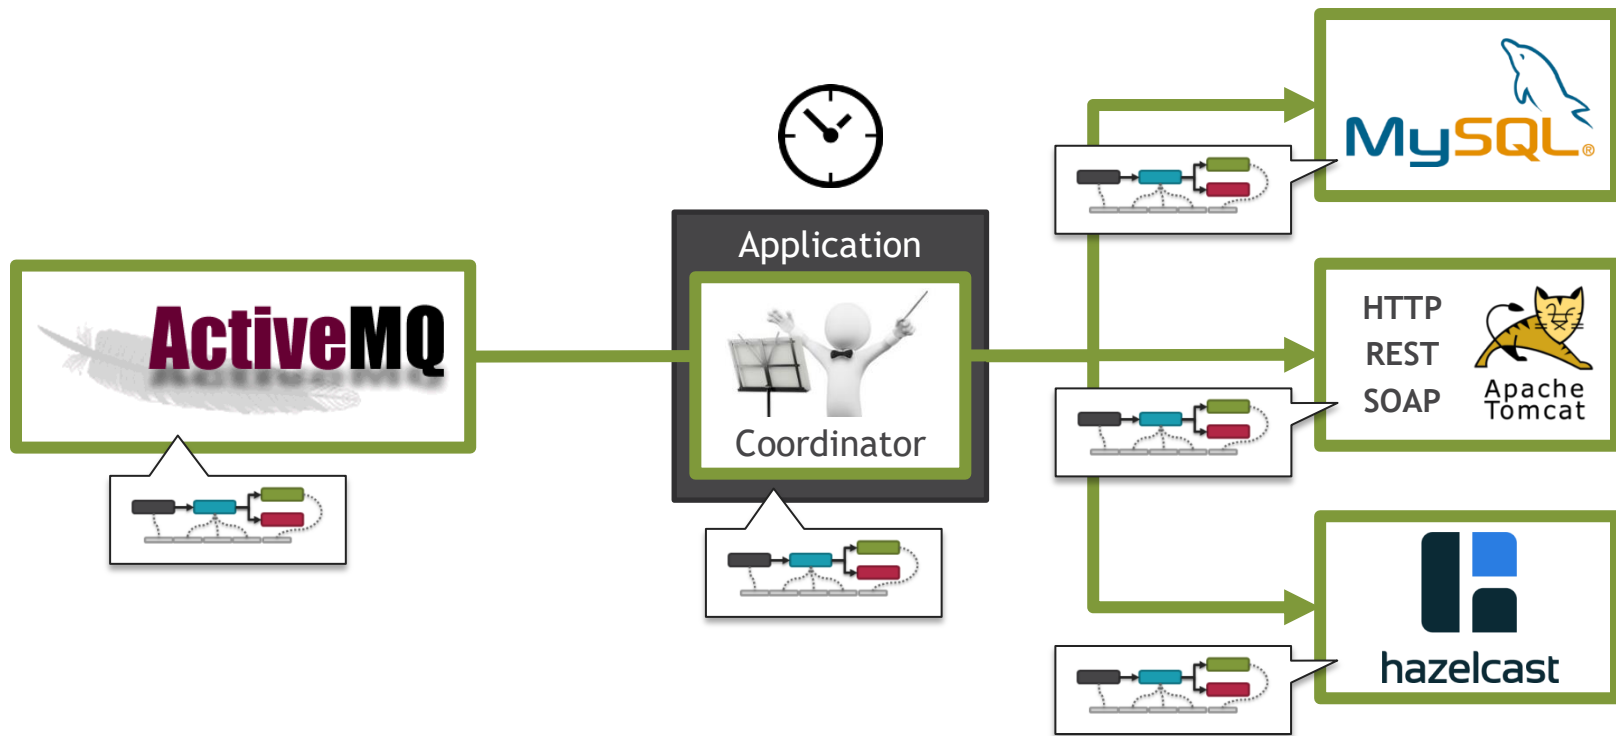 ActiveMQ
Application
Coordinator
MySQL®
HTTP
REST
SOAP
Apache
Tomcat
hazelcast